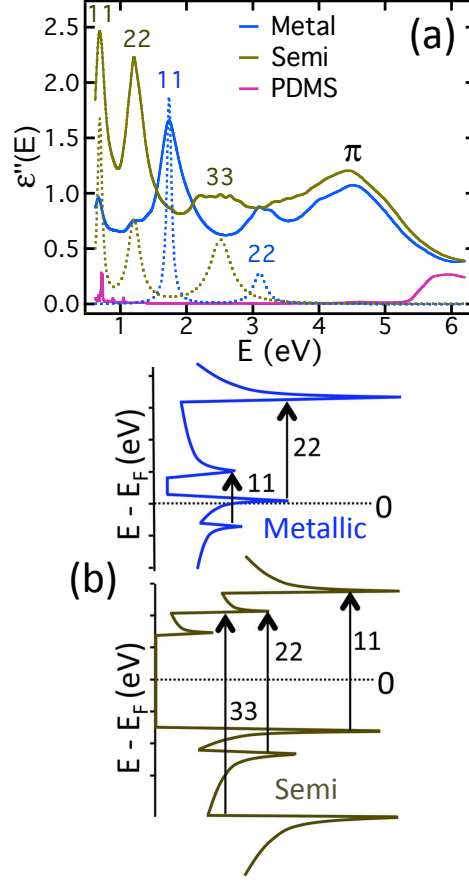 11
22
11
33
22
π
Metal
Semi
PDMS
(a)
ε"(E)
2.5
2.0
1.5
1.0
0.5
0.0
1
2
3
4
5
6
E (eV)
E - E_F (eV)
22
11
0
Metallic
(b)
E - E_F (eV)
11
22
33
0
Semi